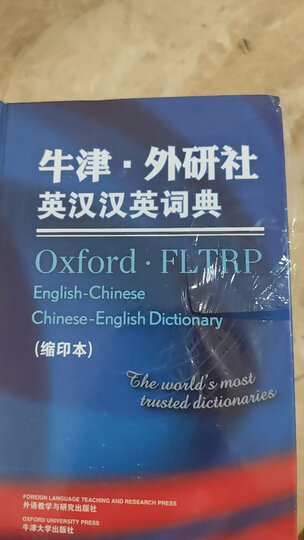 牛津·外研社
英汉汉英词典
Oxford·FLTRP
English-Chinese
Chinese-English Dictionary
(缩印本)
The world's most
trusted dictionaries
FOREIGN LANGUAGE TEACHING AND RESEARCH PRESS
外语教学与研究出版社
OXFORD UNIVERSITY PRESS
牛津大学出版社